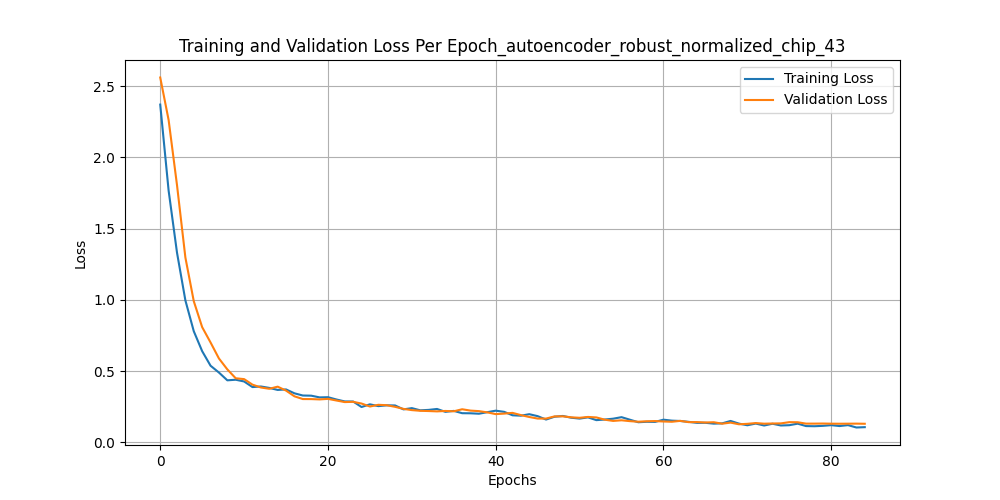 Training and Validation Loss Per Epoch_autoencoder_robust_normalized_chip_43
Training Loss
Validation Loss
Loss
2.5
2.0
1.5
1.0
0.5
0.0
0
20
40
60
80
Epochs